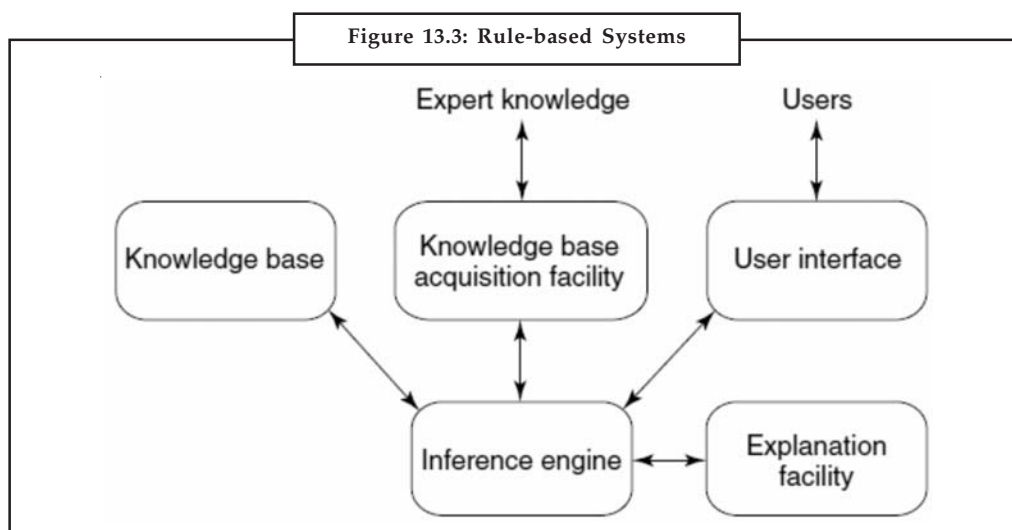 Figure 13.3: Rule-based Systems
Expert knowledge
Users
Knowledge base
Knowledge base
acquisition facility
User interface
Inference engine
Explanation
facility